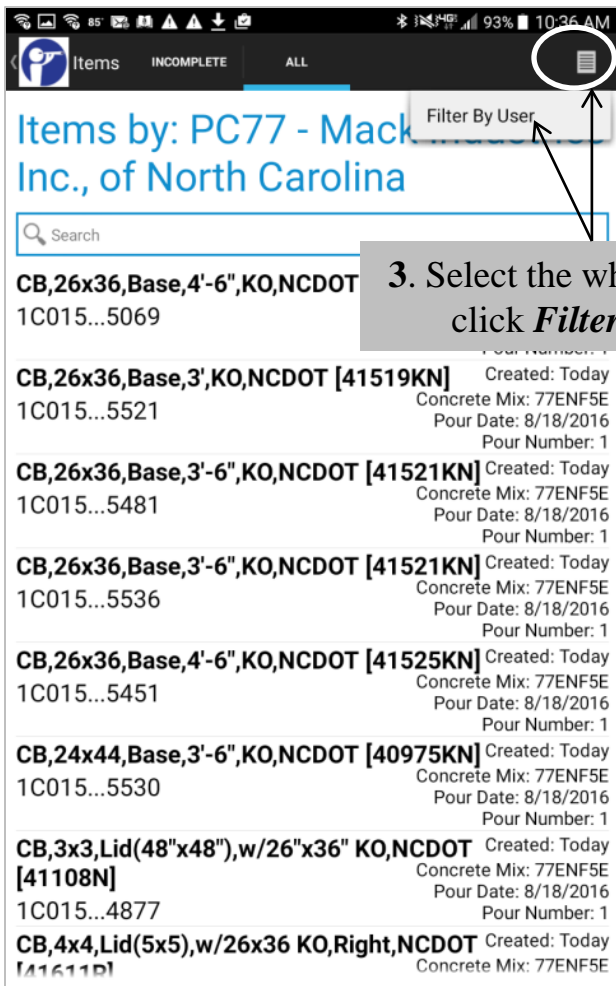 85° 93% 10:36 AM
Items INCOMPLETE ALL
Filter By User
Items by: PC77 - Mack
Inc., of North Carolina
Search
3. Select the
click Filter
CB,26x36,Base,4'-6",KO,NCDOT
1C015...5069
CB,26x36,Base,3',KO,NCDOT [41519KN] Created: Today
Concrete Mix: 77ENF5E
1C015...5521
Pour Date: 8/18/2016
Pour Number: 1
CB,26x36,Base,3'-6",KO,NCDOT [41521KN] Created: Today
Concrete Mix: 77ENF5E
1C015...5481
Pour Date: 8/18/2016
Pour Number: 1
CB,26x36,Base,3'-6",KO,NCDOT [41521KN] Created: Today
Concrete Mix: 77ENF5E
1C015...5536
Pour Date: 8/18/2016
Pour Number: 1
CB,26x36,Base,4'-6",KO,NCDOT [41525KN] Created: Today
Concrete Mix: 77ENF5E
1C015...5451
Pour Date: 8/18/2016
Pour Number: 1
CB,24x44,Base,3'-6",KO,NCDOT [40975KN] Created: Today
Concrete Mix: 77ENF5E
1C015...5530
Pour Date: 8/18/2016
Pour Number: 1
CB,3x3,Lid(48"x48"),w/26"x36" KO,NCDOT Created: Today
[41108N] Concrete Mix: 77ENF5E
Pour Date: 8/18/2016
1C015...4877 Pour Number: 1
CB,4x4,Lid(5x5),w/26x36 KO,Right,NCDOT Created: Today
[41611R] Concrete Mix: 77ENF5E